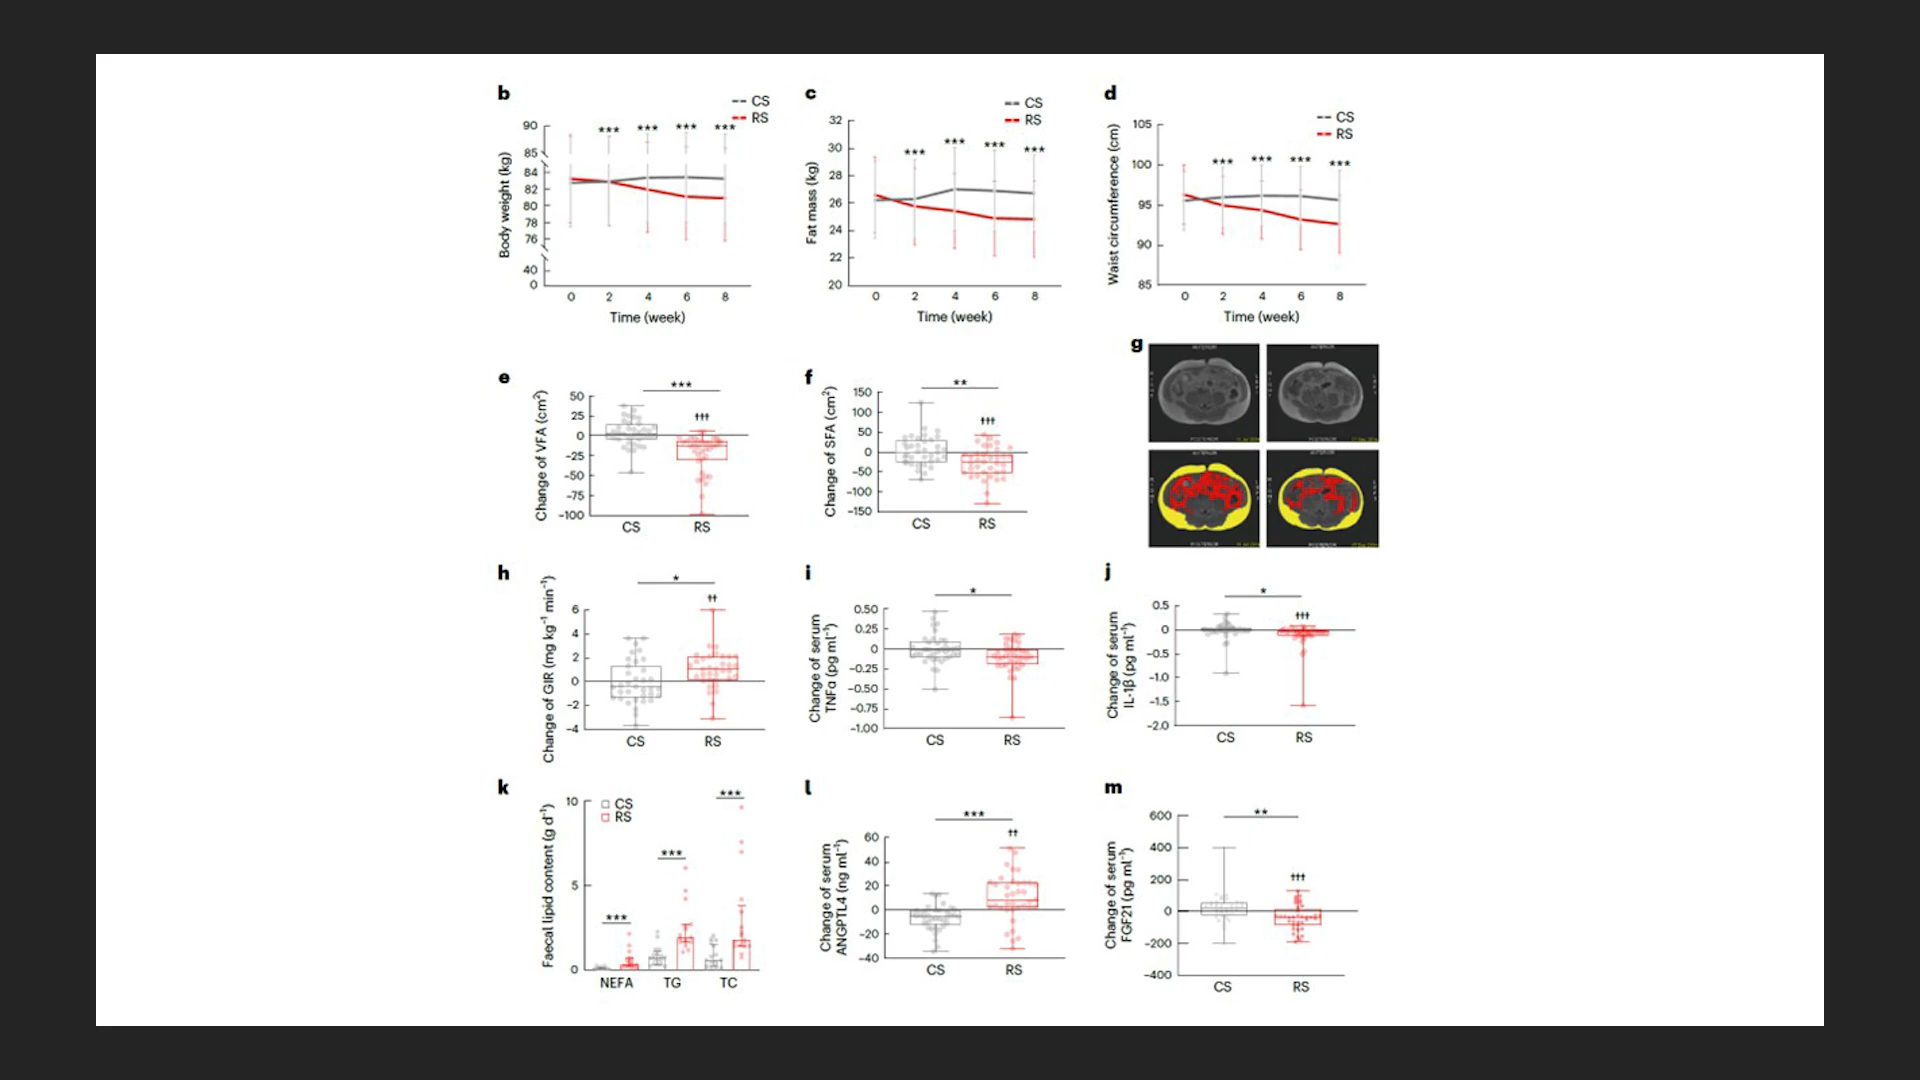 b
CS
RS
90
85
84
82
80
78
76
40
0
*** *** *** ***
0 2 4 6 8
Body weight (kg)
Time (week)
c
CS
RS
32
30
28
26
24
22
20
*** *** *** ***
0 2 4 6 8
Fat mass (kg)
Time (week)
d
CS
RS
105
100
95
90
85
*** *** *** ***
0 2 4 6 8
Waist circumference (cm)
Time (week)
e
***
†††
50
25
0
−25
−50
−75
−100
Change of VFA (cm²)
CS RS
f
**
†††
150
100
50
0
−50
−100
−150
Change of SFA (cm²)
CS RS
g
h
*
††
6
4
2
0
−2
−4
Change of GIR (mg kg⁻¹ min⁻¹)
CS RS
i
*
0.50
0.25
0
−0.25
−0.50
−0.75
−1.00
Change of serum
TNFα (pg ml⁻¹)
CS RS
j
*
†††
0.5
0
−0.5
−1.0
−1.5
−2.0
Change of serum
IL-1β (pg ml⁻¹)
CS RS
k
CS
RS
10
5
0
*** *** ***
Faecal lipid content (g d⁻¹)
NEFA TG TC
l
***
††
60
40
20
0
−20
−40
Change of serum
ANGPTL4 (ng ml⁻¹)
CS RS
m
**
†††
600
400
200
0
−200
−400
Change of serum
FGF21 (pg ml⁻¹)
CS RS